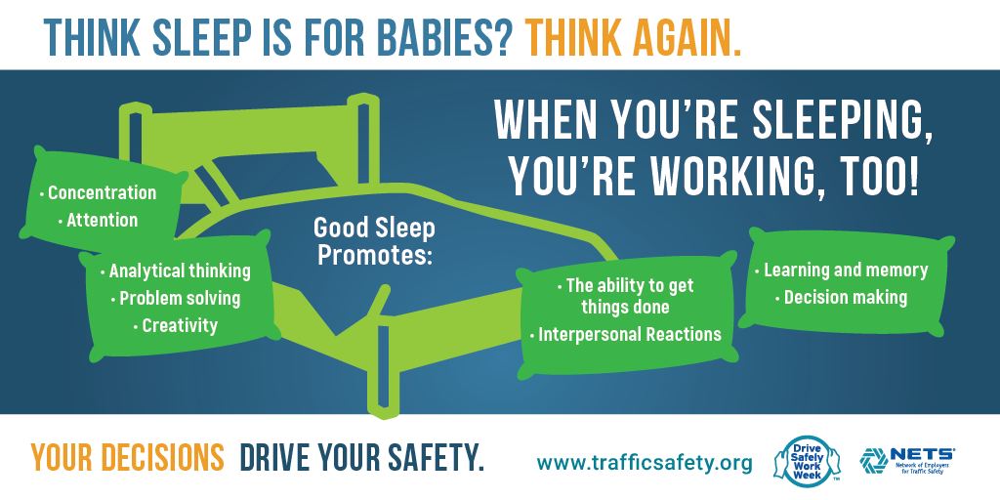 THINK SLEEP IS FOR BABIES? THINK AGAIN.
WHEN YOU'RE SLEEPING,
YOU'RE WORKING, TOO!
• Concentration
• Attention
• Analytical thinking
• Problem solving
• Creativity
Good Sleep
Promotes:
• The ability to get
things done
• Interpersonal Reactions
• Learning and memory
• Decision making
YOUR DECISIONS DRIVE YOUR SAFETY.
www.trafficsafety.org
Drive
Safely
Work
Week
™
NETS®
Network of Employers
for Traffic Safety